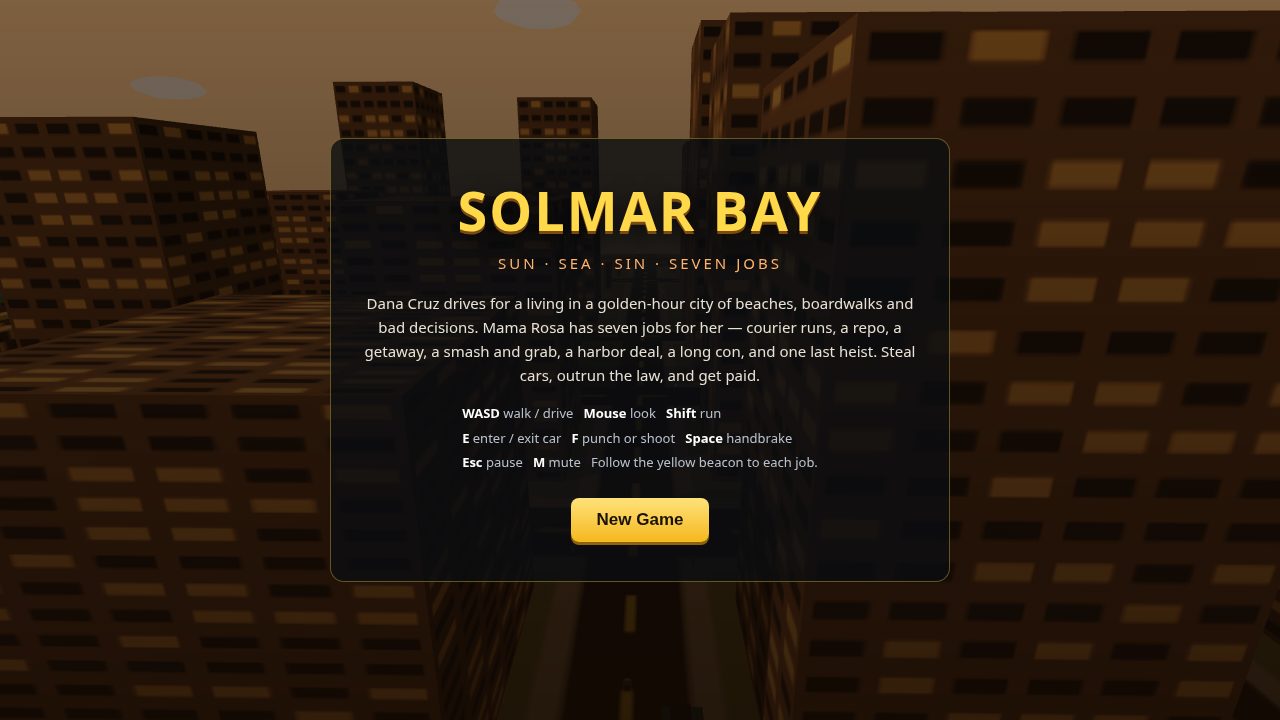 SOLMAR BAY
SUN · SEA · SIN · SEVEN JOBS
Dana Cruz drives for a living in a golden-hour city of beaches, boardwalks and
bad decisions. Mama Rosa has seven jobs for her — courier runs, a repo, a
getaway, a smash and grab, a harbor deal, a long con, and one last heist. Steal
cars, outrun the law, and get paid.
WASD walk / drive Mouse look Shift run
E enter / exit car F punch or shoot Space handbrake
Esc pause M mute Follow the yellow beacon to each job.
New Game